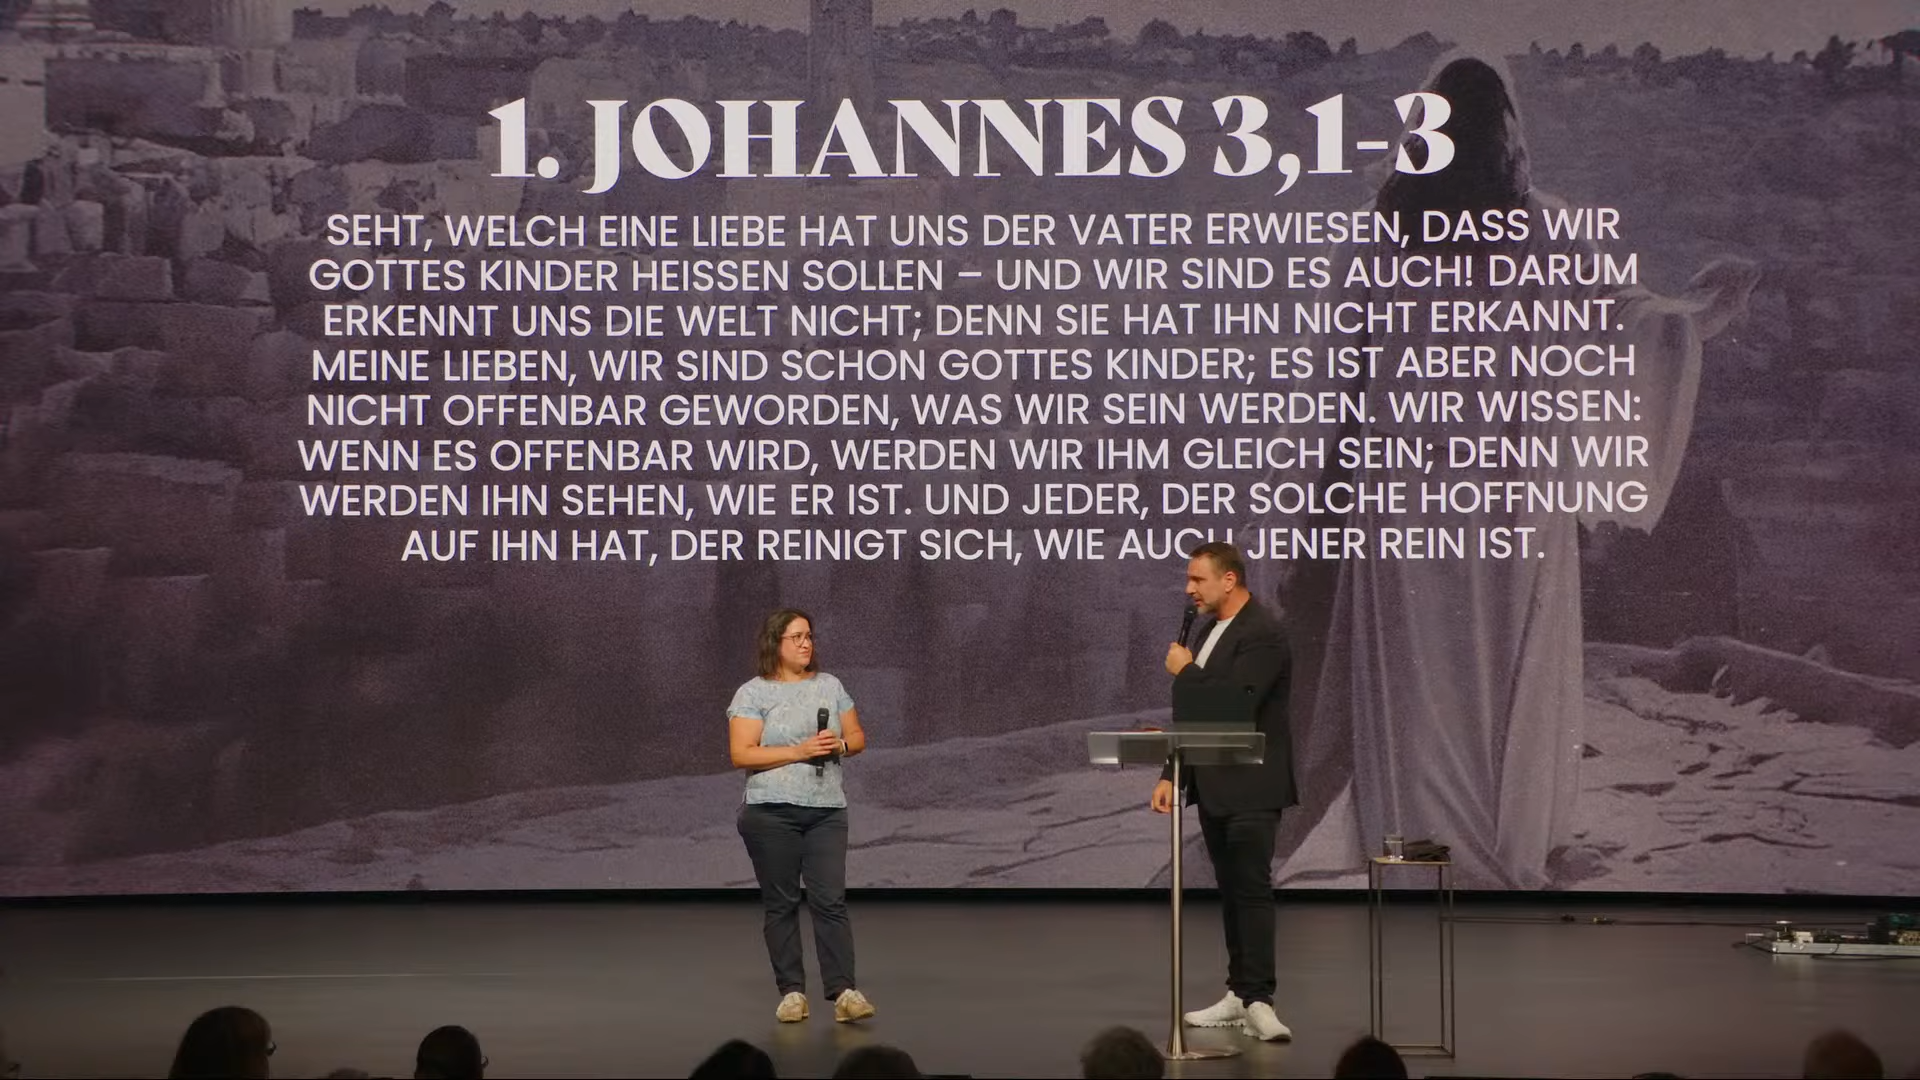 1. JOHANNES 3,1-3
SEHT, WELCH EINE LIEBE HAT UNS DER VATER ERWIESEN, DASS WIR
GOTTES KINDER HEISSEN SOLLEN – UND WIR SIND ES AUCH! DARUM
ERKENNT UNS DIE WELT NICHT; DENN SIE HAT IHN NICHT ERKANNT.
MEINE LIEBEN, WIR SIND SCHON GOTTES KINDER; ES IST ABER NOCH
NICHT OFFENBAR GEWORDEN, WAS WIR SEIN WERDEN. WIR WISSEN:
WENN ES OFFENBAR WIRD, WERDEN WIR IHM GLEICH SEIN; DENN WIR
WERDEN IHN SEHEN, WIE ER IST. UND JEDER, DER SOLCHE HOFFNUNG
AUF IHN HAT, DER REINIGT SICH, WIE AUCH JENER REIN IST.